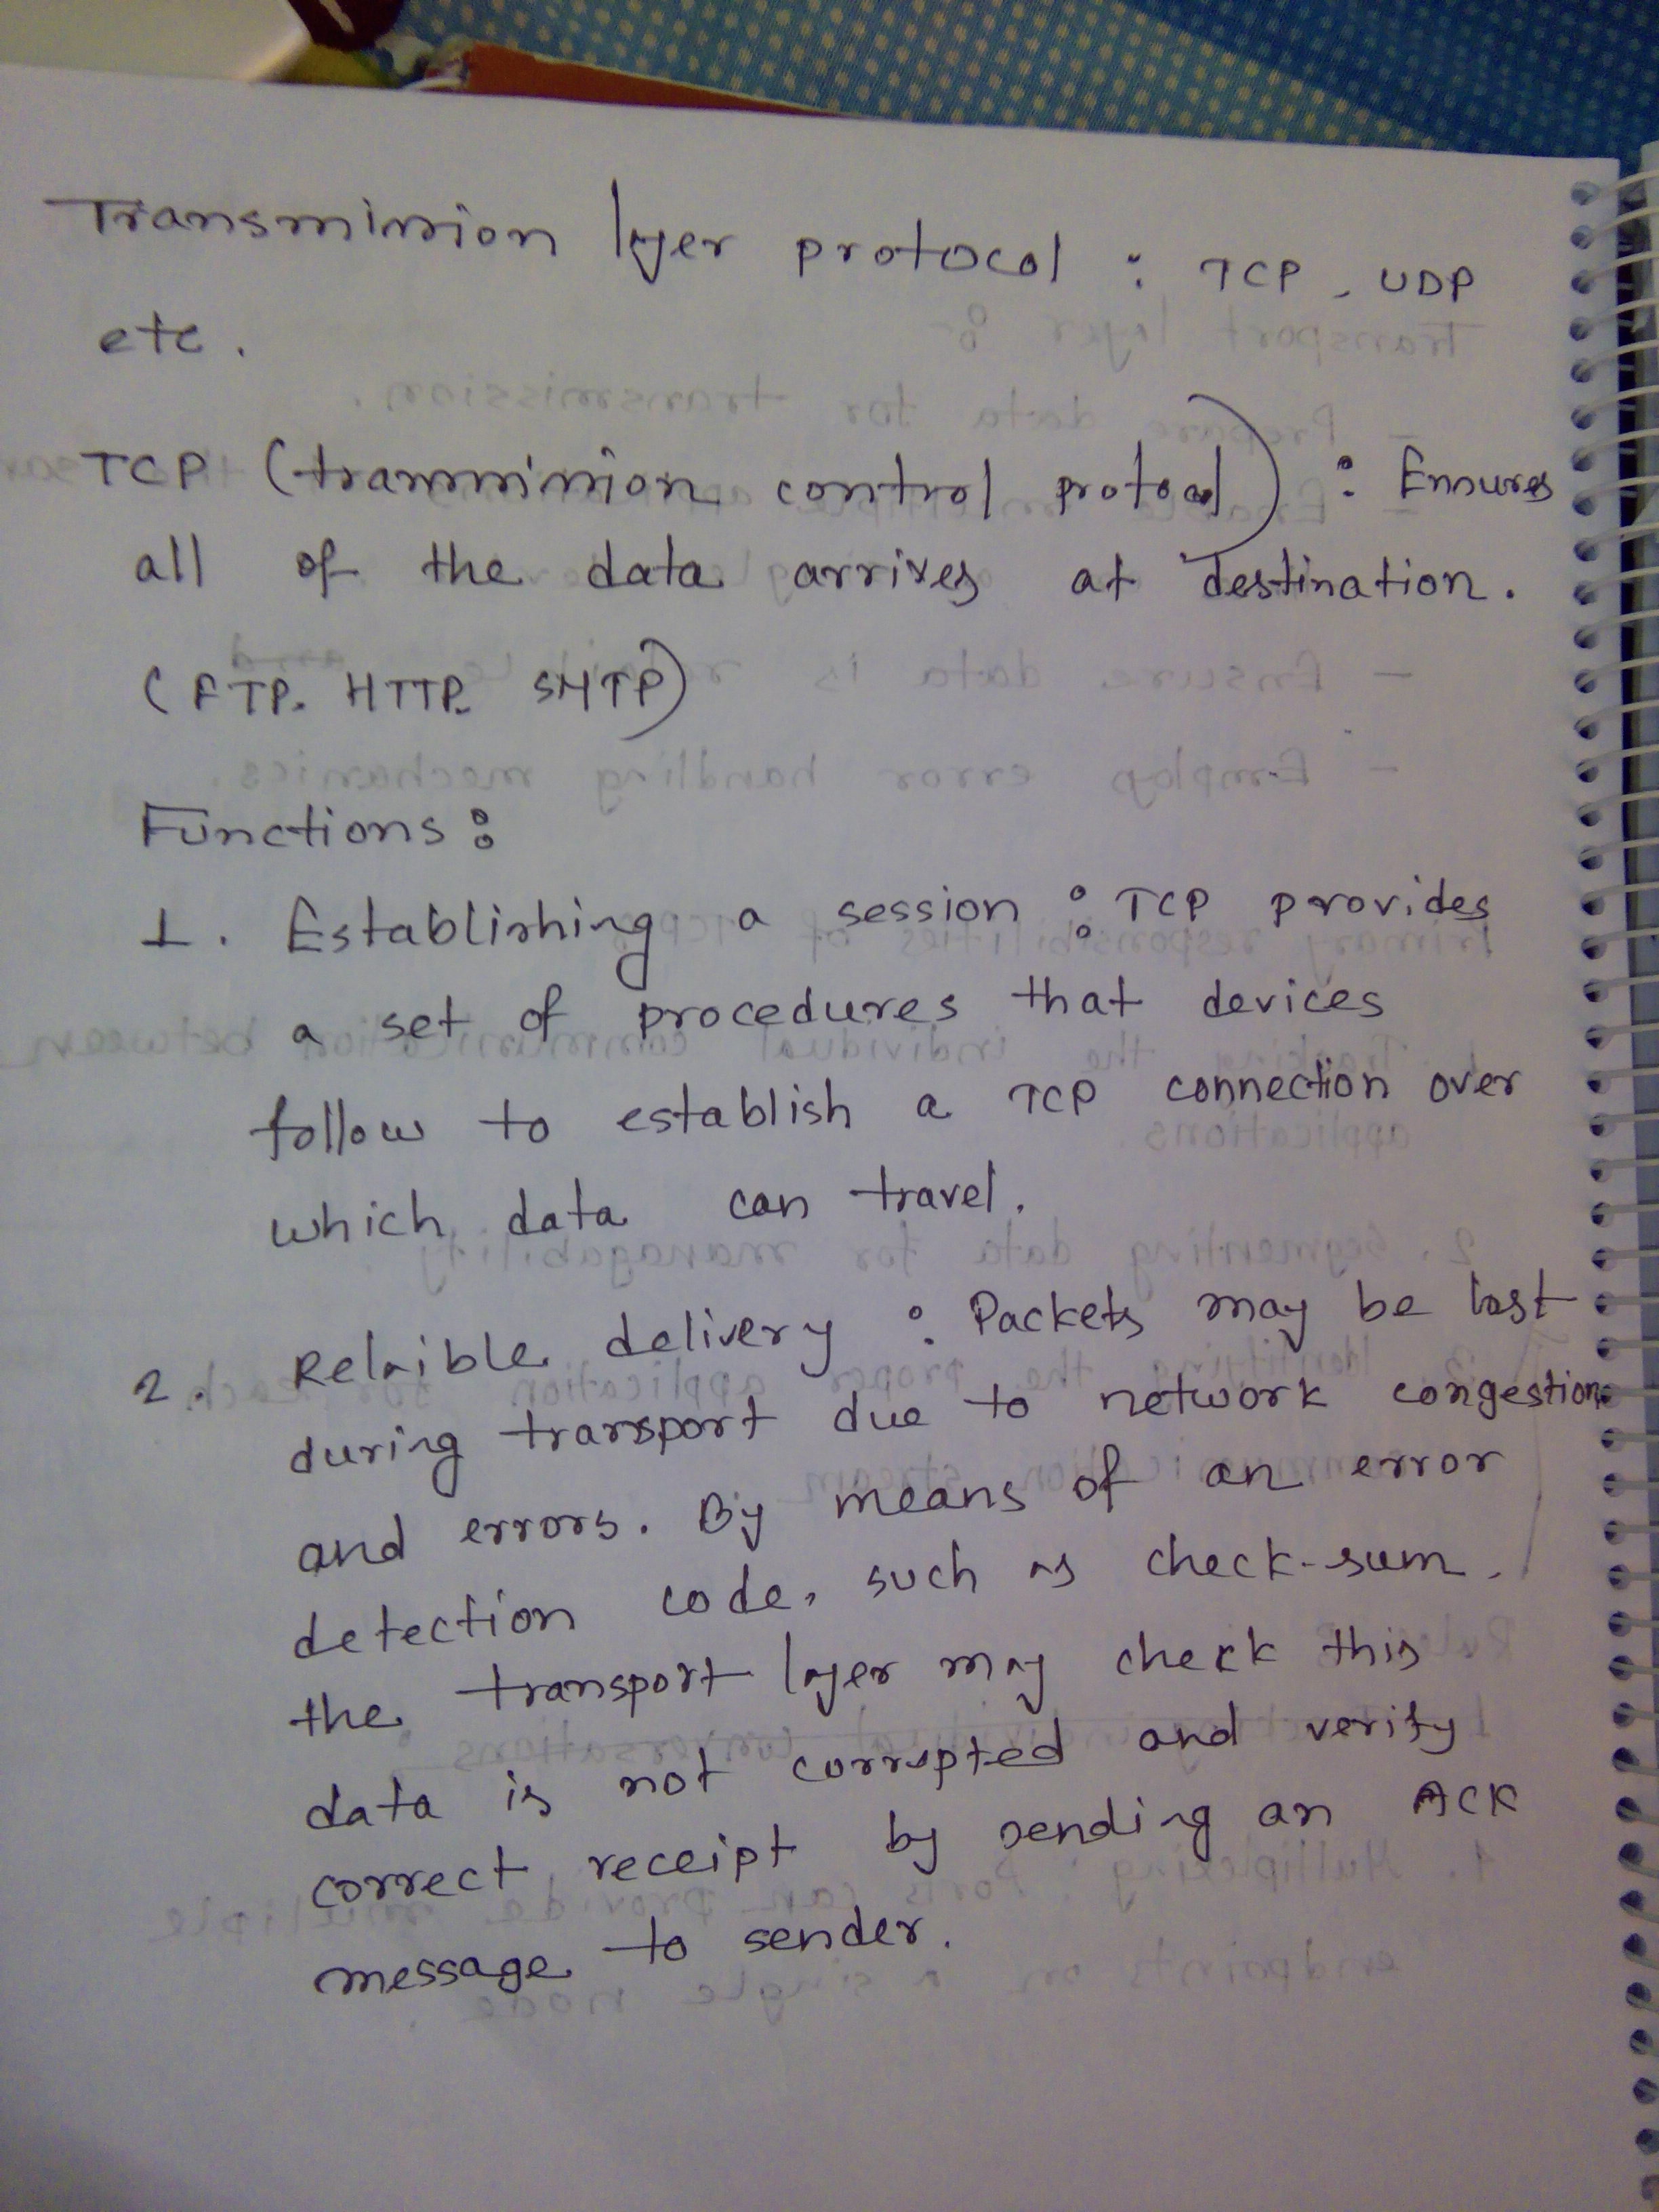 Transmission layer protocol : TCP, UDP
etc.
TCP (transmission control protocol) : Ensures
all of the data arrives at destination.
(FTP, HTTP, SMTP)
Functions :
1. Establishing a session : TCP provides
a set of procedures that devices
follow to establish a TCP connection over
which data can travel.
2. Relaible delivery : Packets may be lost
during transport due to network congestion
and errors. By means of an error
detection code, such as check-sum,
the transport layer may check this
data is not corrupted and verify
correct receipt by sending an ACK
message to sender.